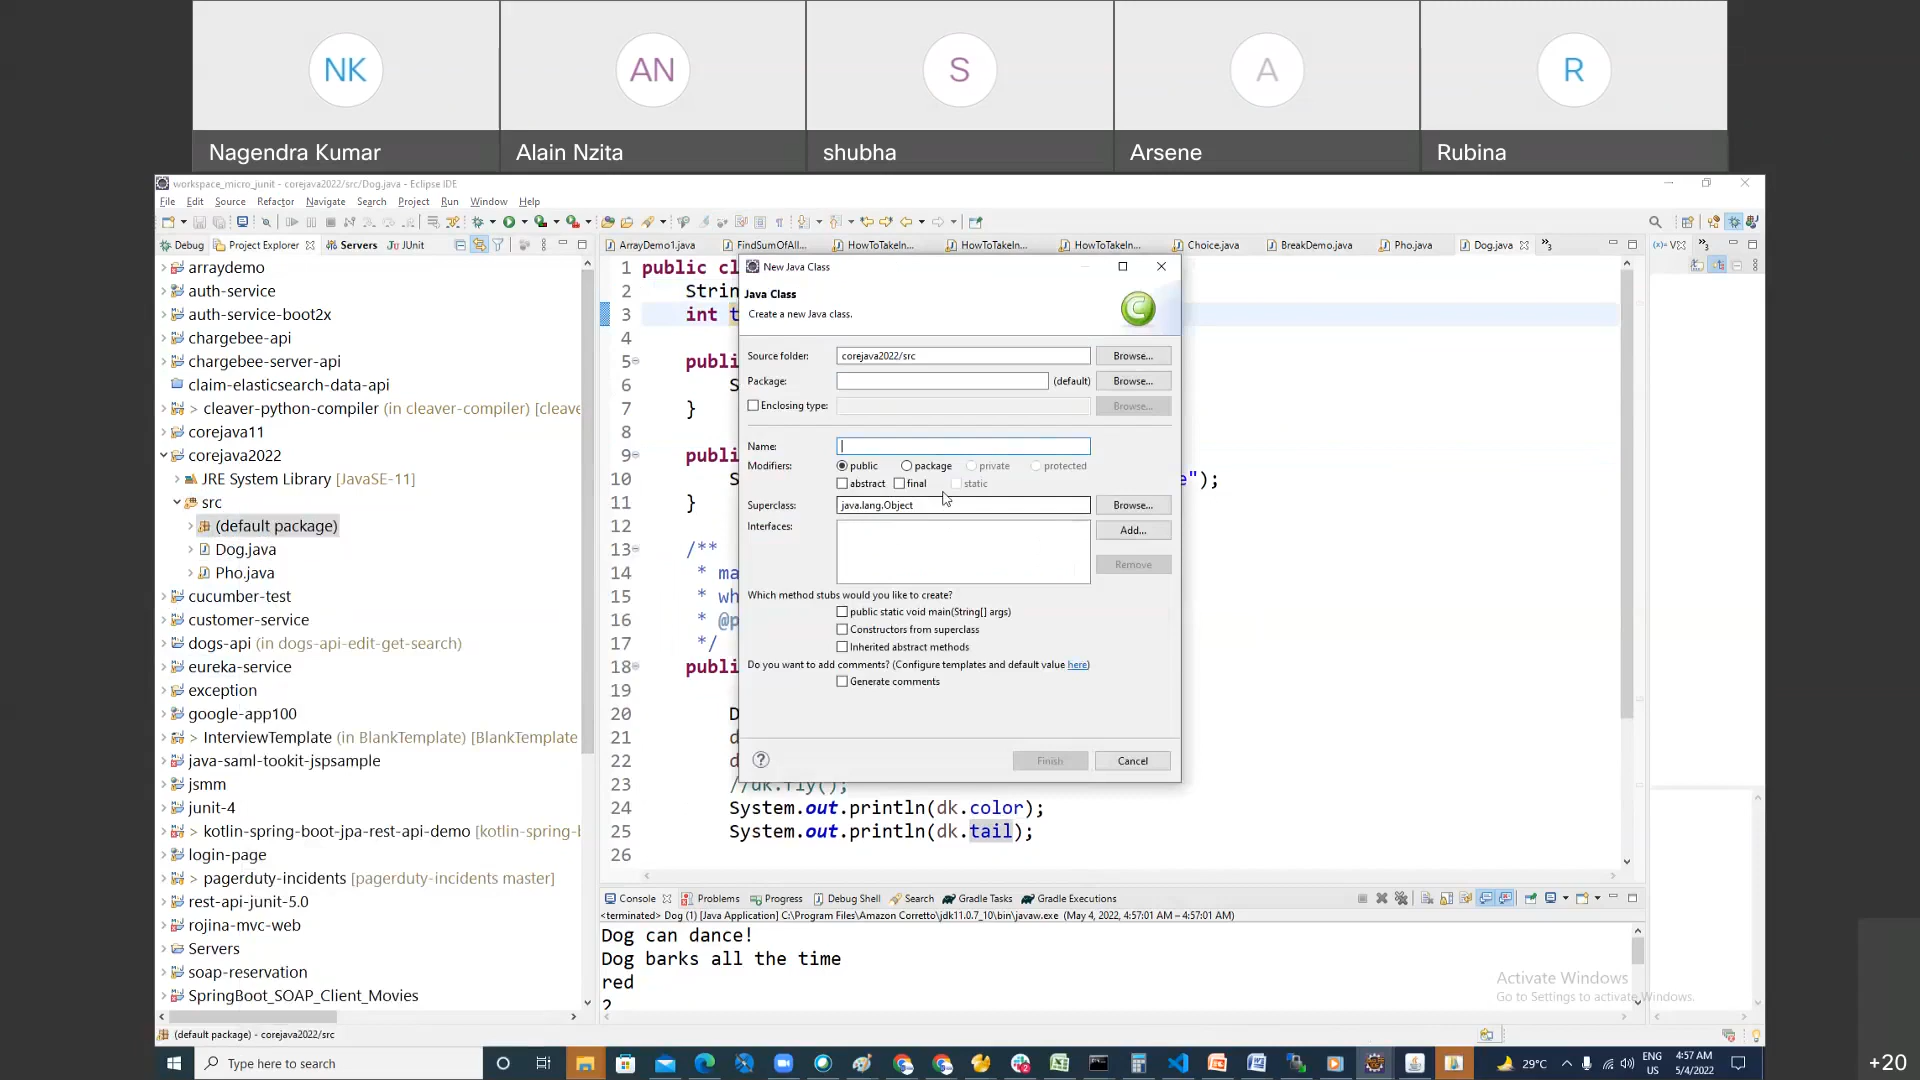 NK
AN
S
A
R
Nagendra Kumar
Alain Nzita
shubha
Arsene
Rubina
workspace_micro_junit - corejava2022/src/Dog.java - Eclipse IDE
File Edit Source Refactor Navigate Search Project Run Window Help
Debug Project Explorer Servers JUnit
ArrayDemo1.java FindSumOfAll... HowToTakeIn... HowToTakeIn... HowToTakeIn... Choice.java BreakDemo.java Pho.java Dog.java
arraydemo
auth-service
auth-service-boot2x
chargebee-api
chargebee-server-api
claim-elasticsearch-data-api
> cleaver-python-compiler (in cleaver-compiler) [cleave
corejava11
corejava2022
JRE System Library [JavaSE-11]
src
(default package)
Dog.java
Pho.java
cucumber-test
customer-service
dogs-api (in dogs-api-edit-get-search)
eureka-service
exception
google-app100
> InterviewTemplate (in BlankTemplate) [BlankTemplate
java-saml-tookit-jspsample
jsmm
junit-4
> kotlin-spring-boot-jpa-rest-api-demo [kotlin-spring-b
login-page
> pagerduty-incidents [pagerduty-incidents master]
rest-api-junit-5.0
rojina-mvc-web
Servers
soap-reservation
SpringBoot_SOAP_Client_Movies
1 public cl
2 Strin
3 int t
4
5 publi
6 S
7 }
8
9 publi
10 S e");
11 }
12
13 /**
14 * ma
15 * wh
16 * @p
17 */
18 publi
19
20 D
21 d
22 d
23 //dk.fly();
24 System.out.println(dk.color);
25 System.out.println(dk.tail);
26
New Java Class
Java Class
Create a new Java class.
Source folder: corejava2022/src Browse...
Package: (default) Browse...
Enclosing type: Browse...
Name:
Modifiers: public package private protected
abstract final static
Superclass: java.lang.Object Browse...
Interfaces: Add...
Remove
Which method stubs would you like to create?
public static void main(String[] args)
Constructors from superclass
Inherited abstract methods
Do you want to add comments? (Configure templates and default value here)
Generate comments
Finish Cancel
Console Problems Progress Debug Shell Search Gradle Tasks Gradle Executions
<terminated> Dog (1) [Java Application] C:\Program Files\Amazon Corretto\jdk11.0.7_10\bin\javaw.exe (May 4, 2022, 4:57:01 AM – 4:57:01 AM)
Dog can dance!
Dog barks all the time
red
2
Activate Windows
Go to Settings to activate Windows.
(default package) - corejava2022/src
Type here to search
29°C
ENG
US
4:57 AM
5/4/2022
+20